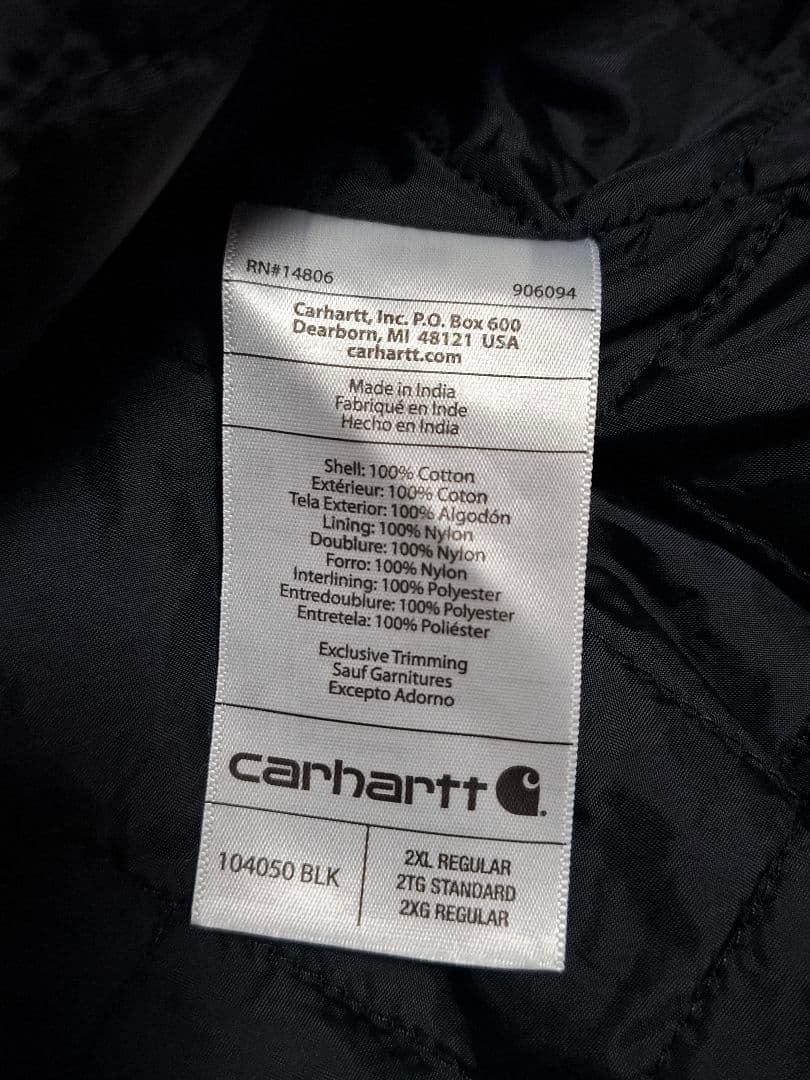 RN#14806 906094
Carhartt, Inc. P.O. Box 600
Dearborn, MI 48121 USA
carhartt.com
Made in India
Fabriqué en Inde
Hecho en India
Shell: 100% Cotton
Extérieur: 100% Coton
Tela Exterior: 100% Algodón
Lining: 100% Nylon
Doublure: 100% Nylon
Forro: 100% Nylon
Interlining: 100% Polyester
Entredoublure: 100% Polyester
Entretela: 100% Poliéster
Exclusive Trimming
Sauf Garnitures
Excepto Adorno
carhartt
104050 BLK
2XL REGULAR
2TG STANDARD
2XG REGULAR